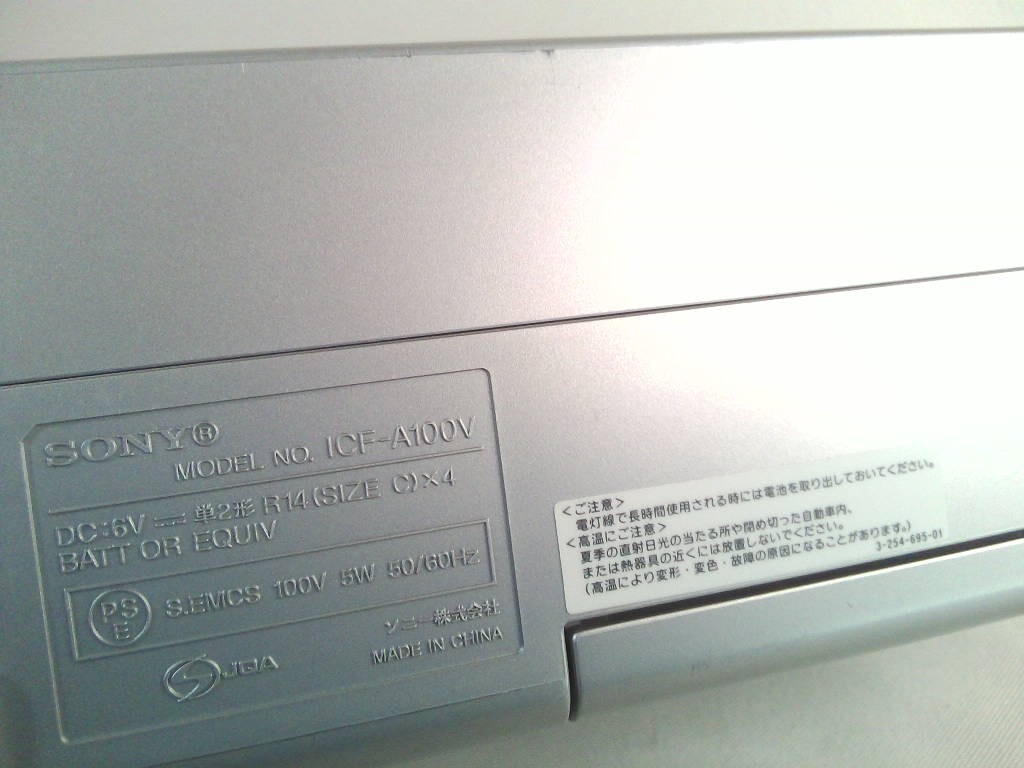 SONY®
MODEL NO. ICF-A100V
DC:6V ⎓ 単2形 R14(SIZE C)×4
BATT OR EQUIV
PSE S.EMCS 100V 5W 50/60Hz
ソニー株式会社
S JQA MADE IN CHINA
<ご注意>
電灯線で長時間使用される時には電池を取り出しておいてください。
<高温にご注意>
夏季の直射日光の当たる所や閉め切った自動車内、
または熱器具の近くには放置しないでください。
(高温により変形・変色・故障の原因になることがあります。)
3-254-695-01